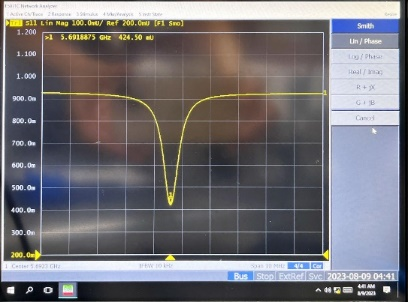 Tr1 S11 Lin Mag 100.0mU/ Ref 200.0mU [F1 Smo]
1.200
>1 5.6918875 GHz 424.50 mU
1.100
1.000
900.0m
800.0m
700.0m
600.0m
500.0m
400.0m
300.0m
200.0m
1
Smith
Lin / Phase
Log / Phase
Real / Imag
R + jX
G + jB
Cancel
Bus Stop ExtRef Svc 2023-08-09 04:41
4:41 AM
8/9/2023